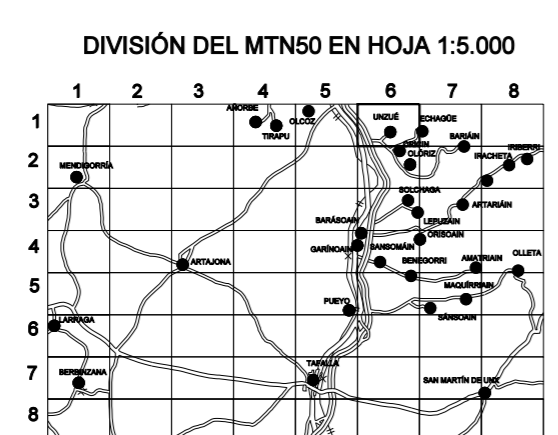 DIVISIÓN DEL MTN50 EN HOJA 1:5.000
1 2 3 4 5 6 7 8
1
2
3
4
5
6
7
8
AÑORBE
TIRAPU
OLCOZ
UNZUÉ
ECHAGÜE
OLÓRIZ
BARIÁIN
IRACHETA
IRIBERRI
MENDIGORRÍA
SOLCHAGA
LEPUZAIN
ARTARIÁIN
BARÁSOAIN
GARÍNOAIN
SANSOMÁIN
ORISOAIN
BENEGORRI
AMATRIAIN
OLLETA
ARTAJONA
MAQUÍRRIAIN
PUEYO
SÁNSOAIN
LARRAGA
TAFALLA
BERBINZANA
SAN MARTÍN DE UNX